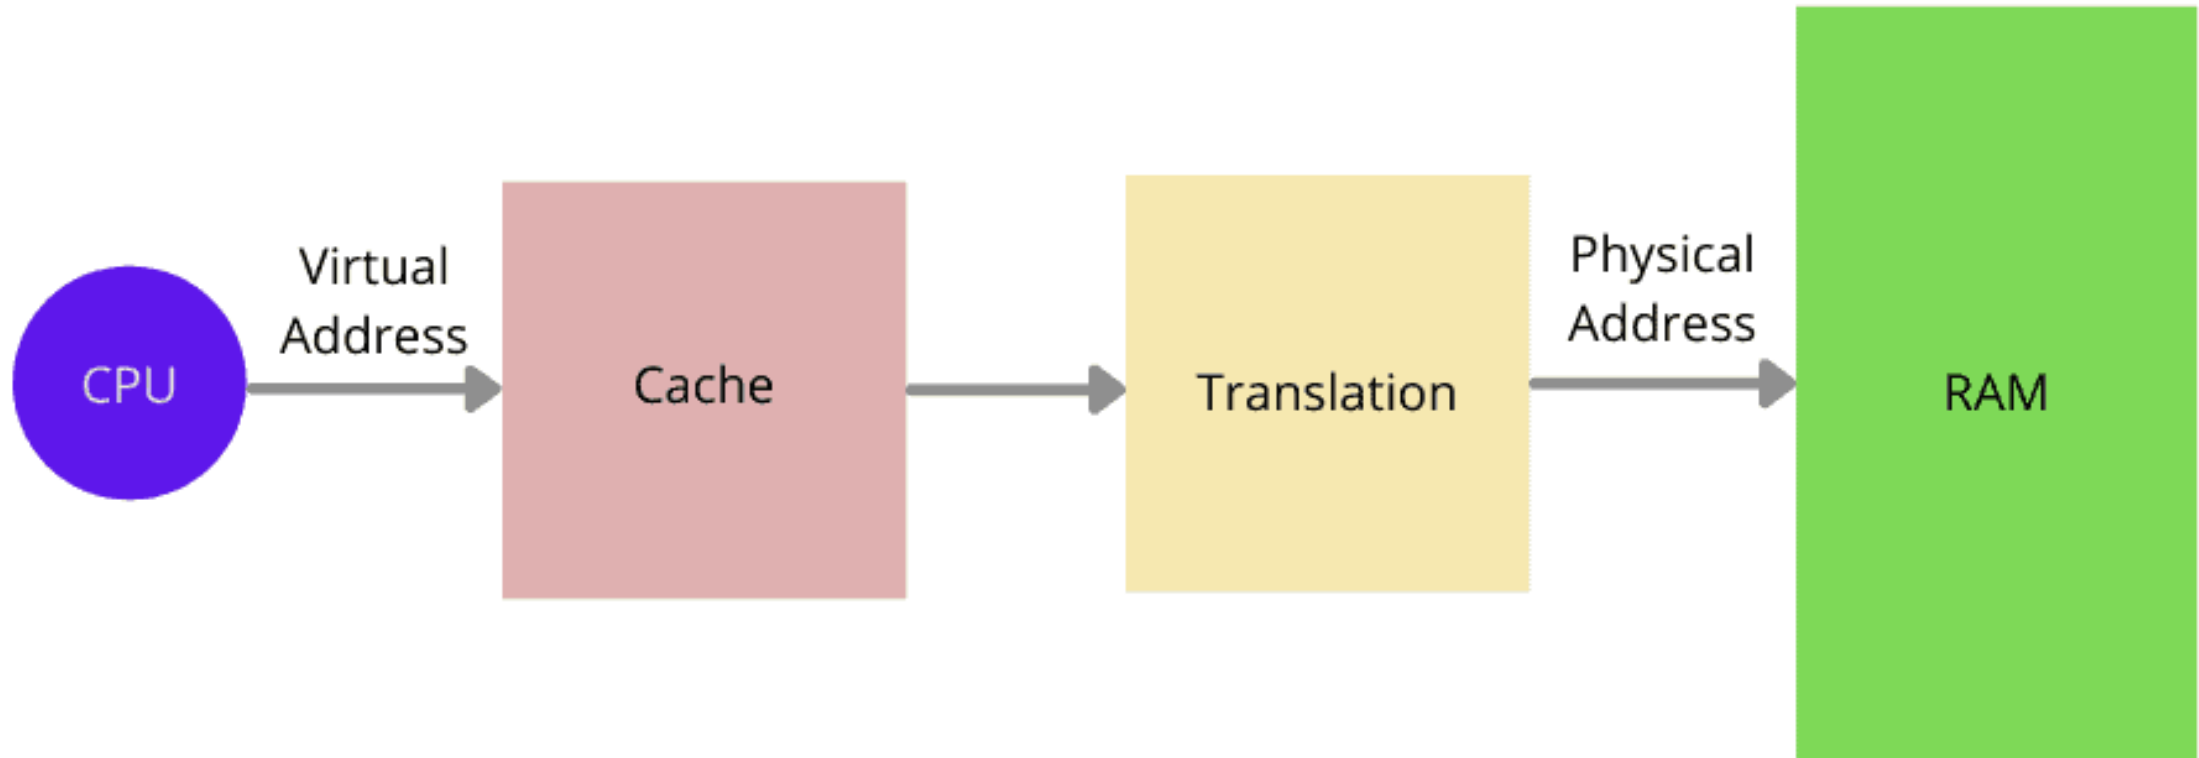 CPU
Virtual
Address
Cache
Translation
Physical
Address
RAM